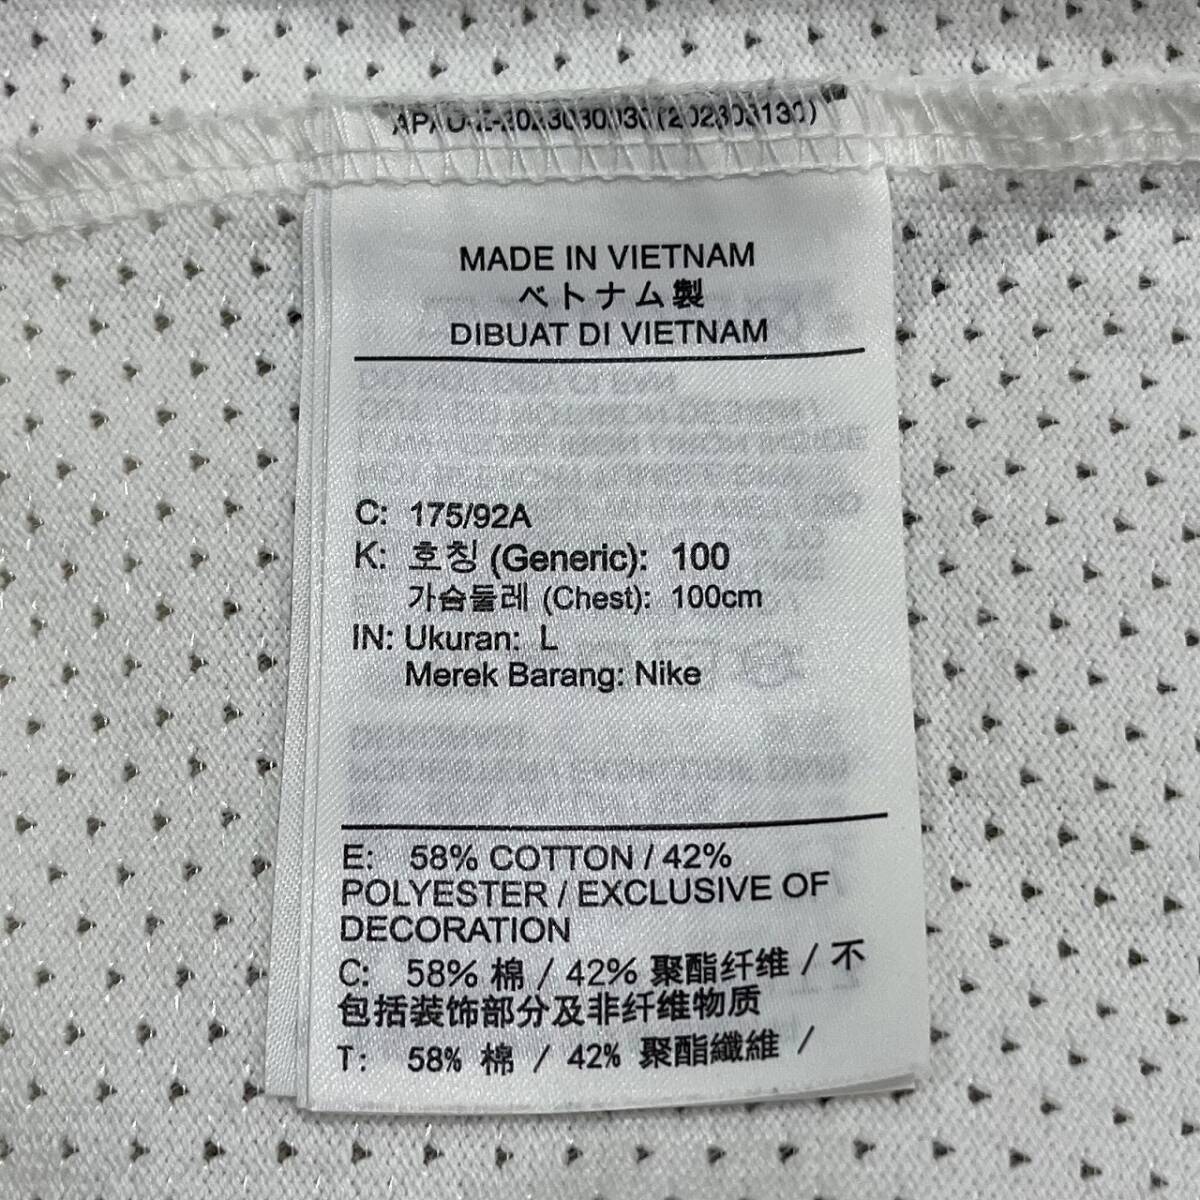 MADE IN VIETNAM
ベトナム製
DIBUAT DI VIETNAM
C: 175/92A
K: 호칭 (Generic): 100
가슴둘레 (Chest): 100cm
IN: Ukuran: L
Merek Barang: Nike
E: 58% COTTON / 42%
POLYESTER / EXCLUSIVE OF
DECORATION
C: 58% 棉 / 42% 聚酯纤维 / 不
包括装饰部分及非纤维物质
T: 58% 棉 / 42% 聚酯纖維 /